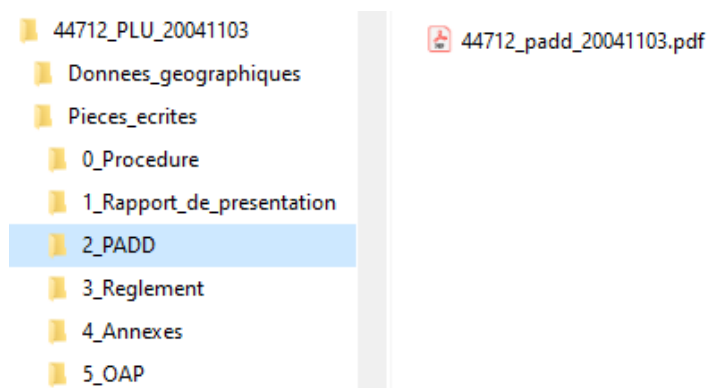 44712_PLU_20041103
Donnees_geographiques
Pieces_ecrites
0_Procedure
1_Rapport_de_presentation
2_PADD
3_Reglement
4_Annexes
5_OAP
44712_padd_20041103.pdf